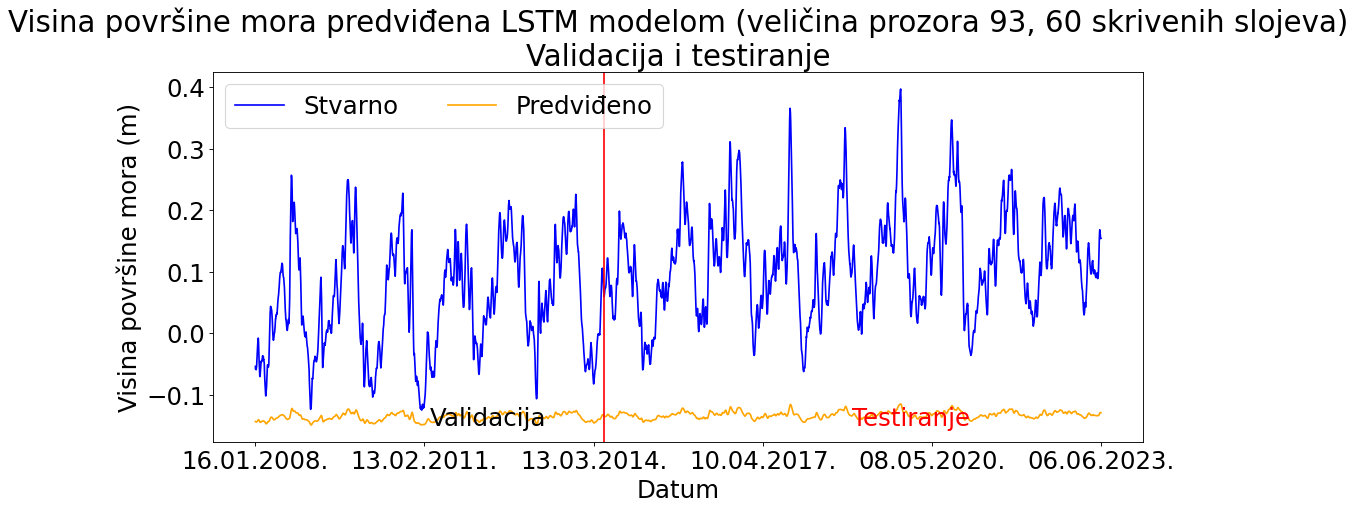 Visina površine mora predviđena LSTM modelom (veličina prozora 93, 60 skrivenih slojeva)
Validacija i testiranje
Stvarno
Predviđeno
Visina površine mora (m)
0.4
0.3
0.2
0.1
0.0
−0.1
Validacija
Testiranje
16.01.2008.
13.02.2011.
13.03.2014.
10.04.2017.
08.05.2020.
06.06.2023.
Datum